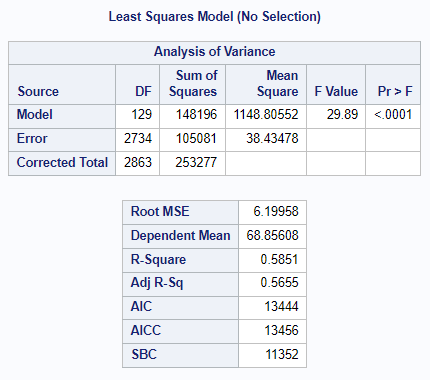 Least Squares Model (No Selection)
Analysis of Variance
Source DF Sum of Squares Mean Square F Value Pr > F
Model 129 148196 1148.80552 29.89 <.0001
Error 2734 105081 38.43478
Corrected Total 2863 253277
Root MSE 6.19958
Dependent Mean 68.85608
R-Square 0.5851
Adj R-Sq 0.5655
AIC 13444
AICC 13456
SBC 11352